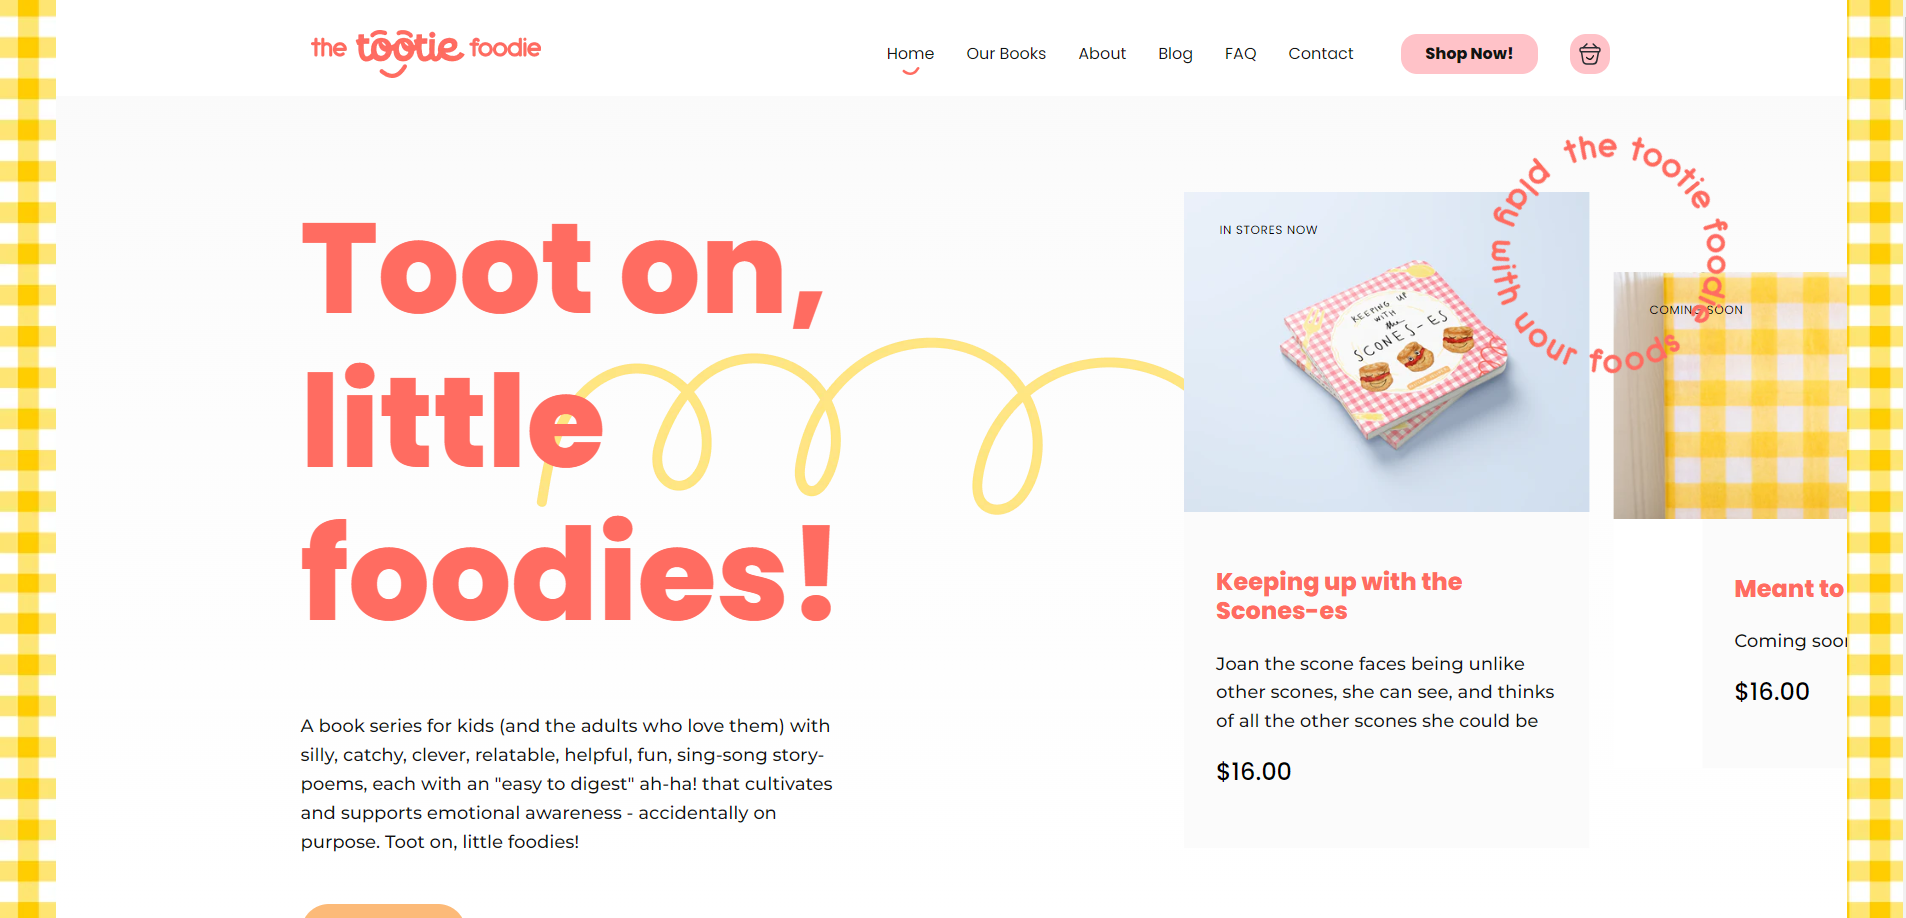 the tootie foodie
Home
Our Books
About
Blog
FAQ
Contact
Shop Now!
Toot on,
little
foodies!
A book series for kids (and the adults who love them) with
silly, catchy, clever, relatable, helpful, fun, sing-song story-
poems, each with an "easy to digest" ah-ha! that cultivates
and supports emotional awareness - accidentally on
purpose. Toot on, little foodies!
IN STORES NOW
KEEPING UP
WITH
the
SCONES-ES
Keeping up with the
Scones-es
Joan the scone faces being unlike
other scones, she can see, and thinks
of all the other scones she could be
$16.00
the tootie foodie
play with your foods
COMING SOON
Meant to
Coming soon
$16.00